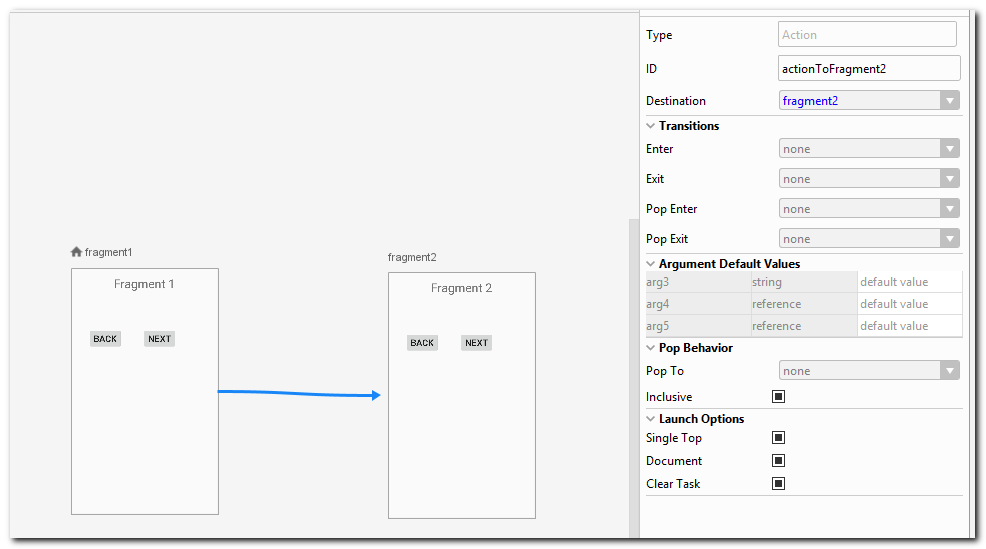 fragment1
Fragment 1
BACK NEXT
fragment2
Fragment 2
BACK NEXT
Type Action
ID actionToFragment2
Destination fragment2
Transitions
Enter none
Exit none
Pop Enter none
Pop Exit none
Argument Default Values
arg3 string default value
arg4 reference default value
arg5 reference default value
Pop Behavior
Pop To none
Inclusive
Launch Options
Single Top
Document
Clear Task